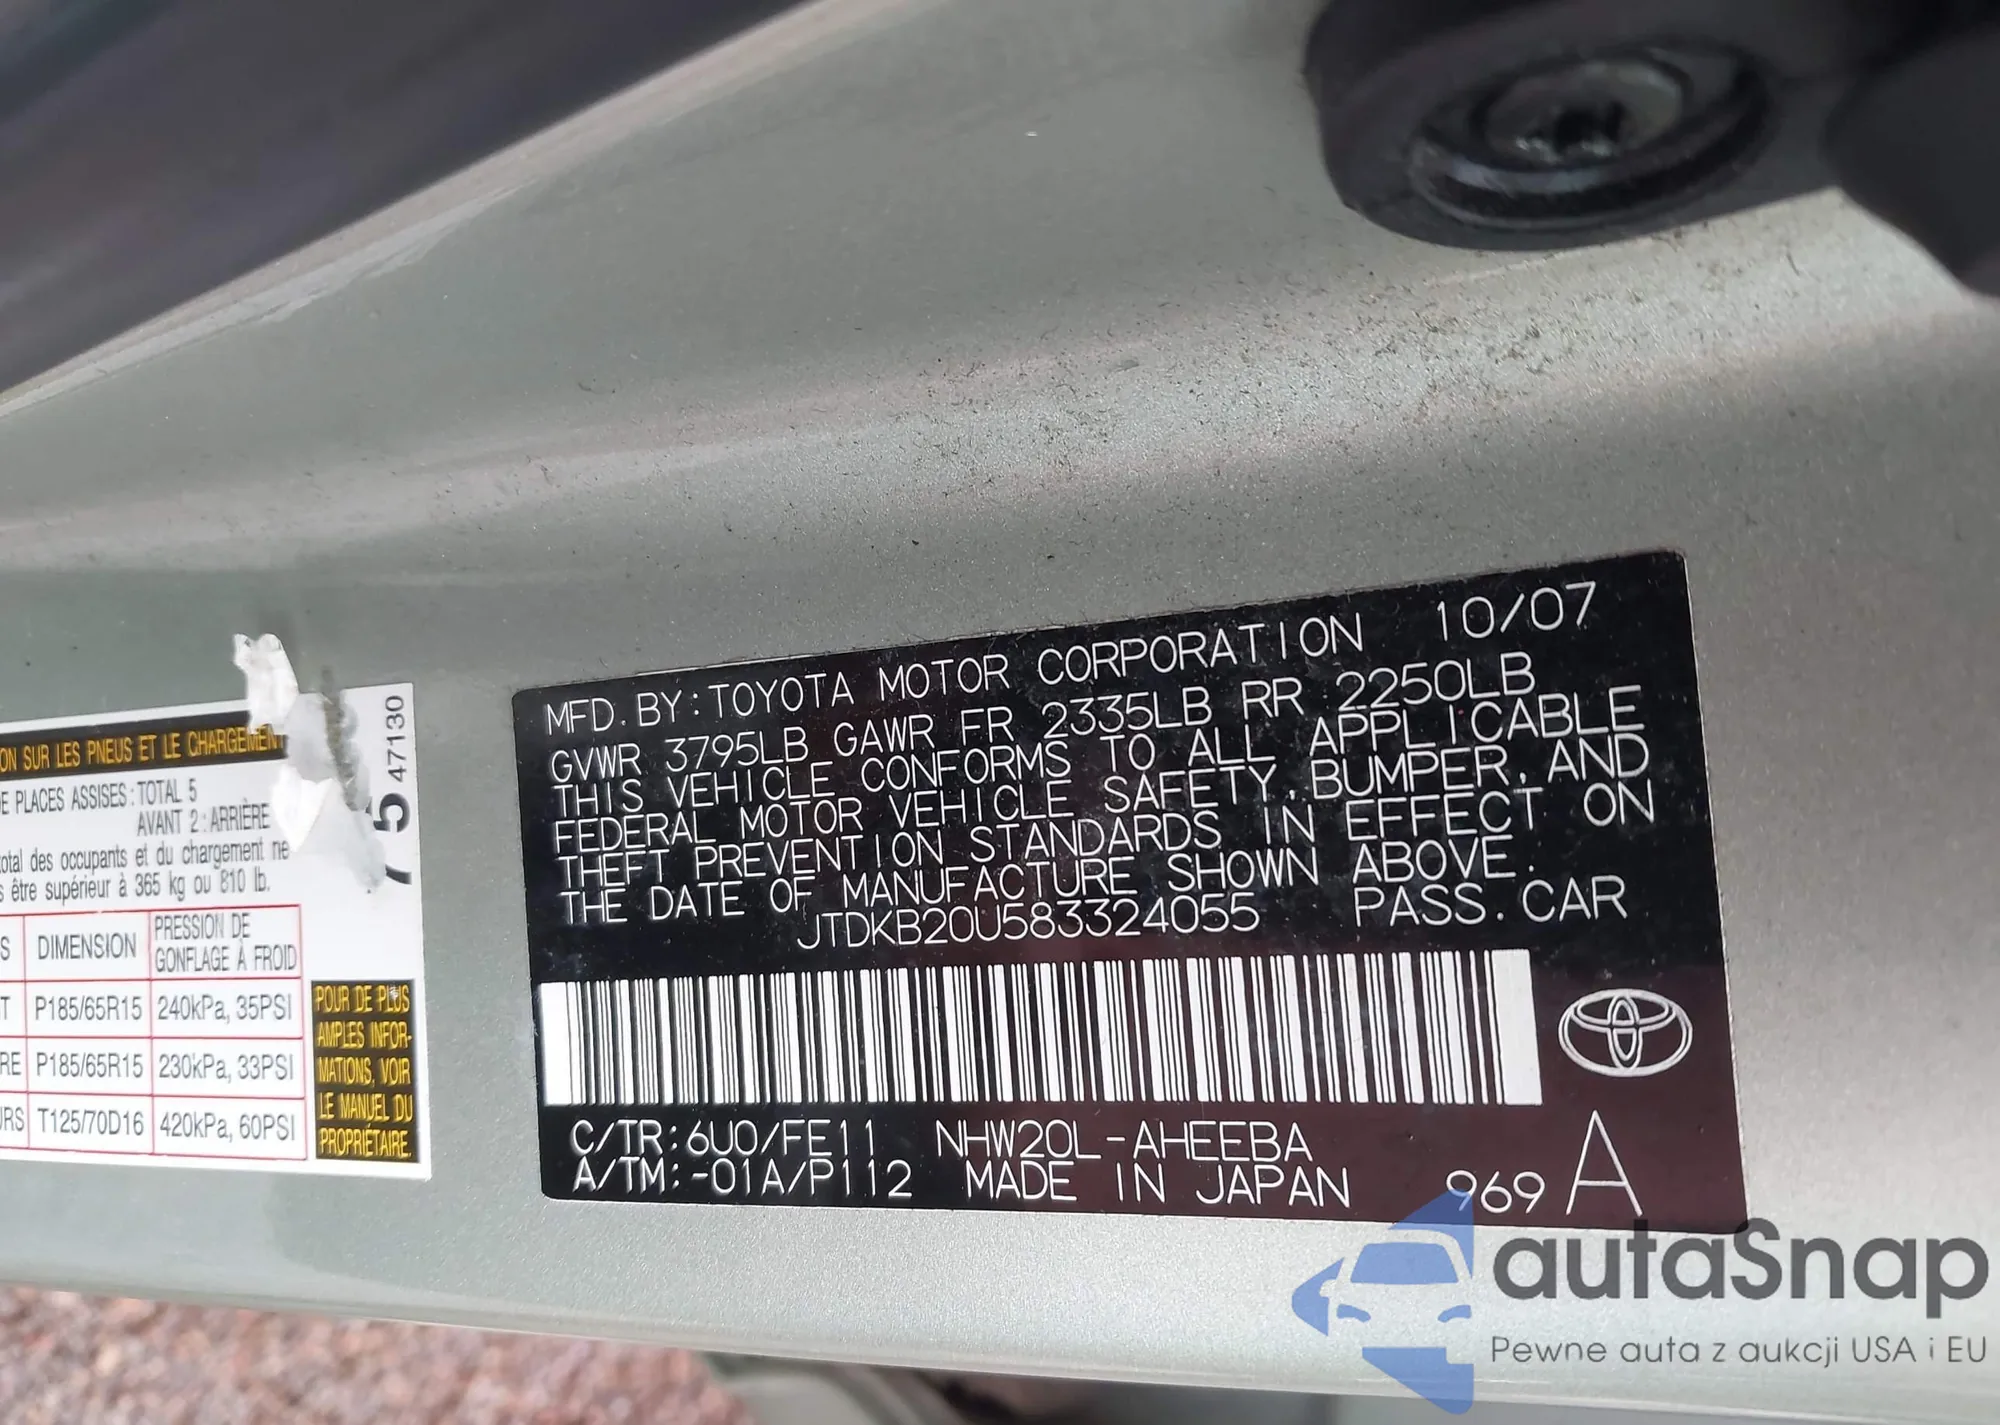 MFD. BY: TOYOTA MOTOR CORPORATION 10/07
GVWR 3795LB GAWR FR 2335LB RR 2250LB
THIS VEHICLE CONFORMS TO ALL APPLICABLE
FEDERAL MOTOR VEHICLE SAFETY, BUMPER, AND
THEFT PREVENTION STANDARDS IN EFFECT ON
THE DATE OF MANUFACTURE SHOWN ABOVE.
JTDKB20U583324055 PASS. CAR
C/TR: 6U0/FE11 NHW20L-AHEEBA
A/TM: -01A/P112 MADE IN JAPAN 969 A
SUR LES PNEUS ET LE CHARGEMENT
PLACES ASSISES: TOTAL 5
AVANT 2: ARRIÈRE
total des occupants et du chargement ne
être supérieur à 365 kg ou 810 lb.
DIMENSION PRESSION DE
GONFLAGE À FROID
P185/65R15 240kPa, 35PSI
P185/65R15 230kPa, 33PSI
T125/70D16 420kPa, 60PSI
POUR DE PLUS
AMPLES INFOR-
MATIONS, VOIR
LE MANUEL DU
PROPRIÉTAIRE.
47130
autaSnap
Pewne auta z aukcji USA i EU